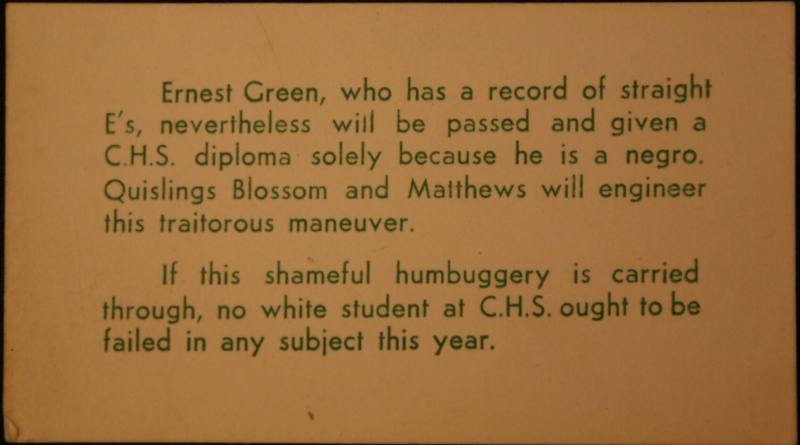 Ernest Green, who has a record of straight
E's, nevertheless will be passed and given a
C.H.S. diploma solely because he is a negro.
Quislings Blossom and Matthews will engineer
this traitorous maneuver.
If this shameful humbuggery is carried
through, no white student at C.H.S. ought to be
failed in any subject this year.